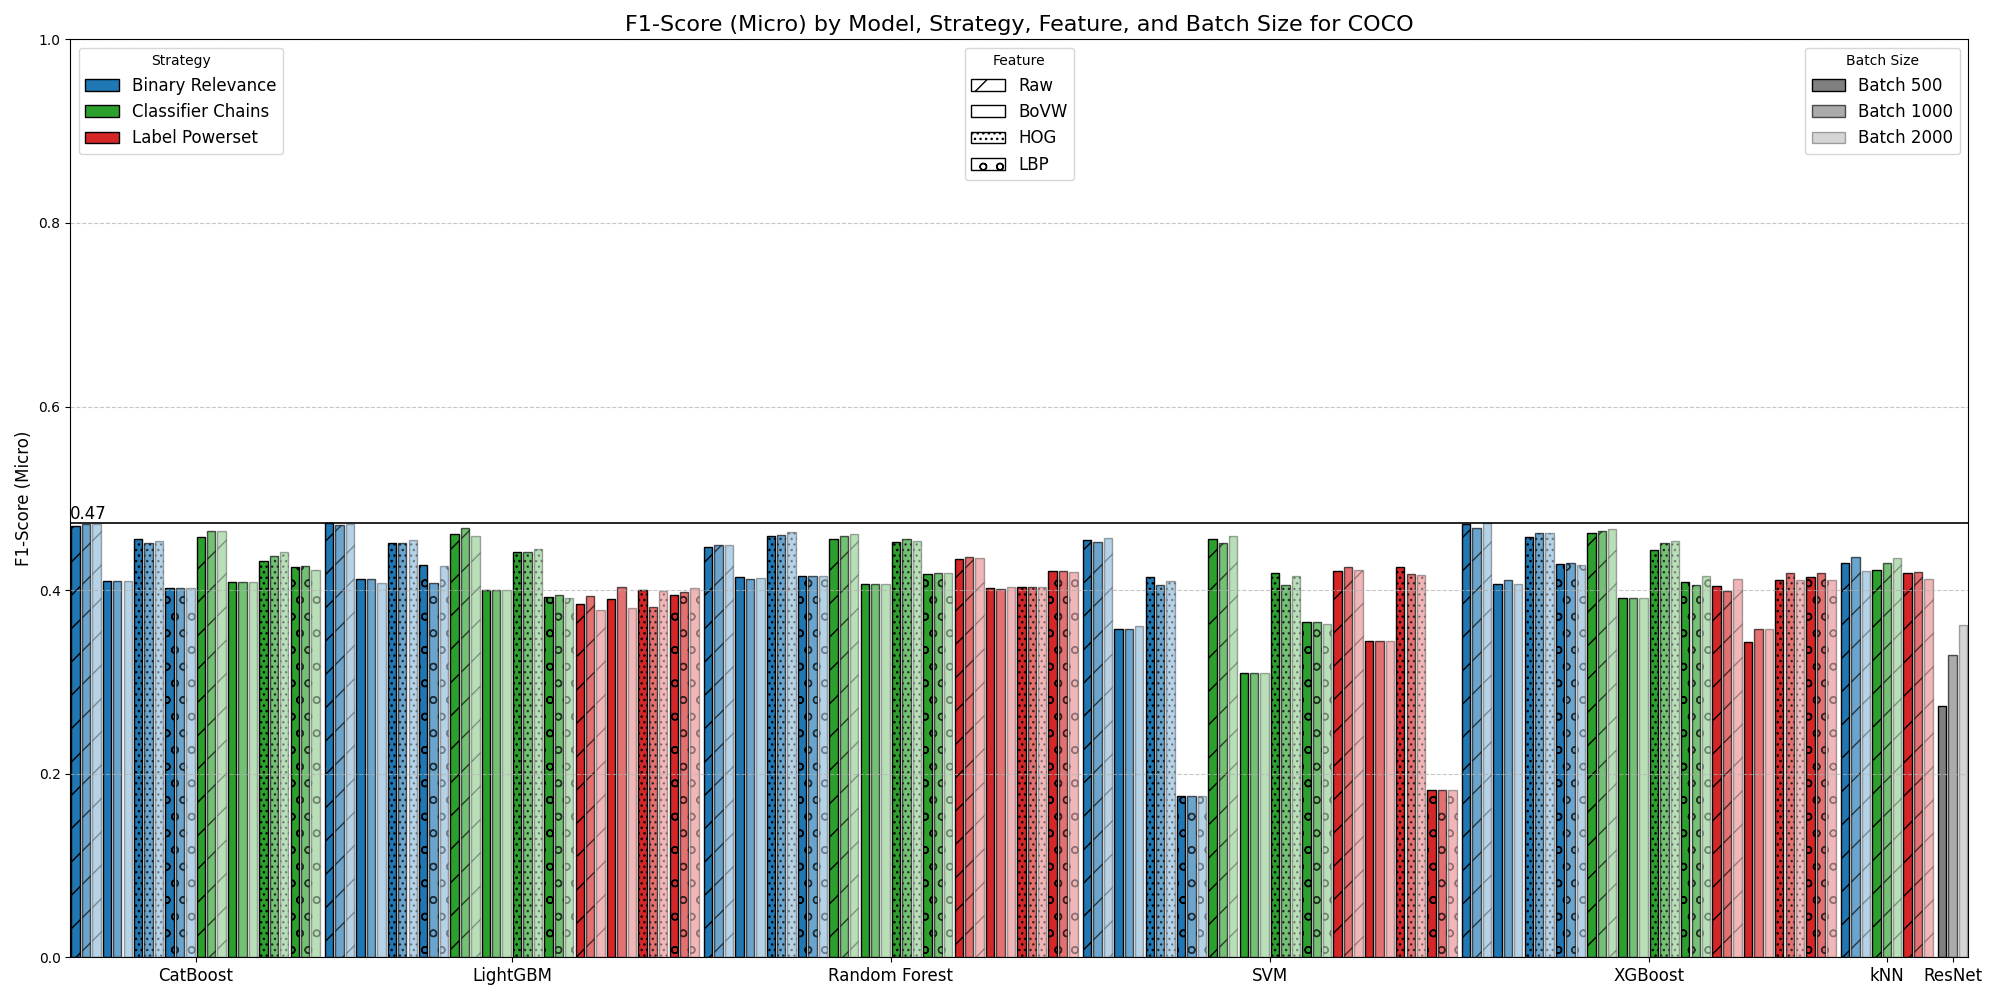 F1-Score (Micro) by Model, Strategy, Feature, and Batch Size for COCO
F1-Score (Micro)
1.0
0.8
0.6
0.4
0.2
0.0
0.47
Strategy
Binary Relevance
Classifier Chains
Label Powerset
Feature
Raw
BoVW
HOG
LBP
Batch Size
Batch 500
Batch 1000
Batch 2000
CatBoost
LightGBM
Random Forest
SVM
XGBoost
kNN
ResNet